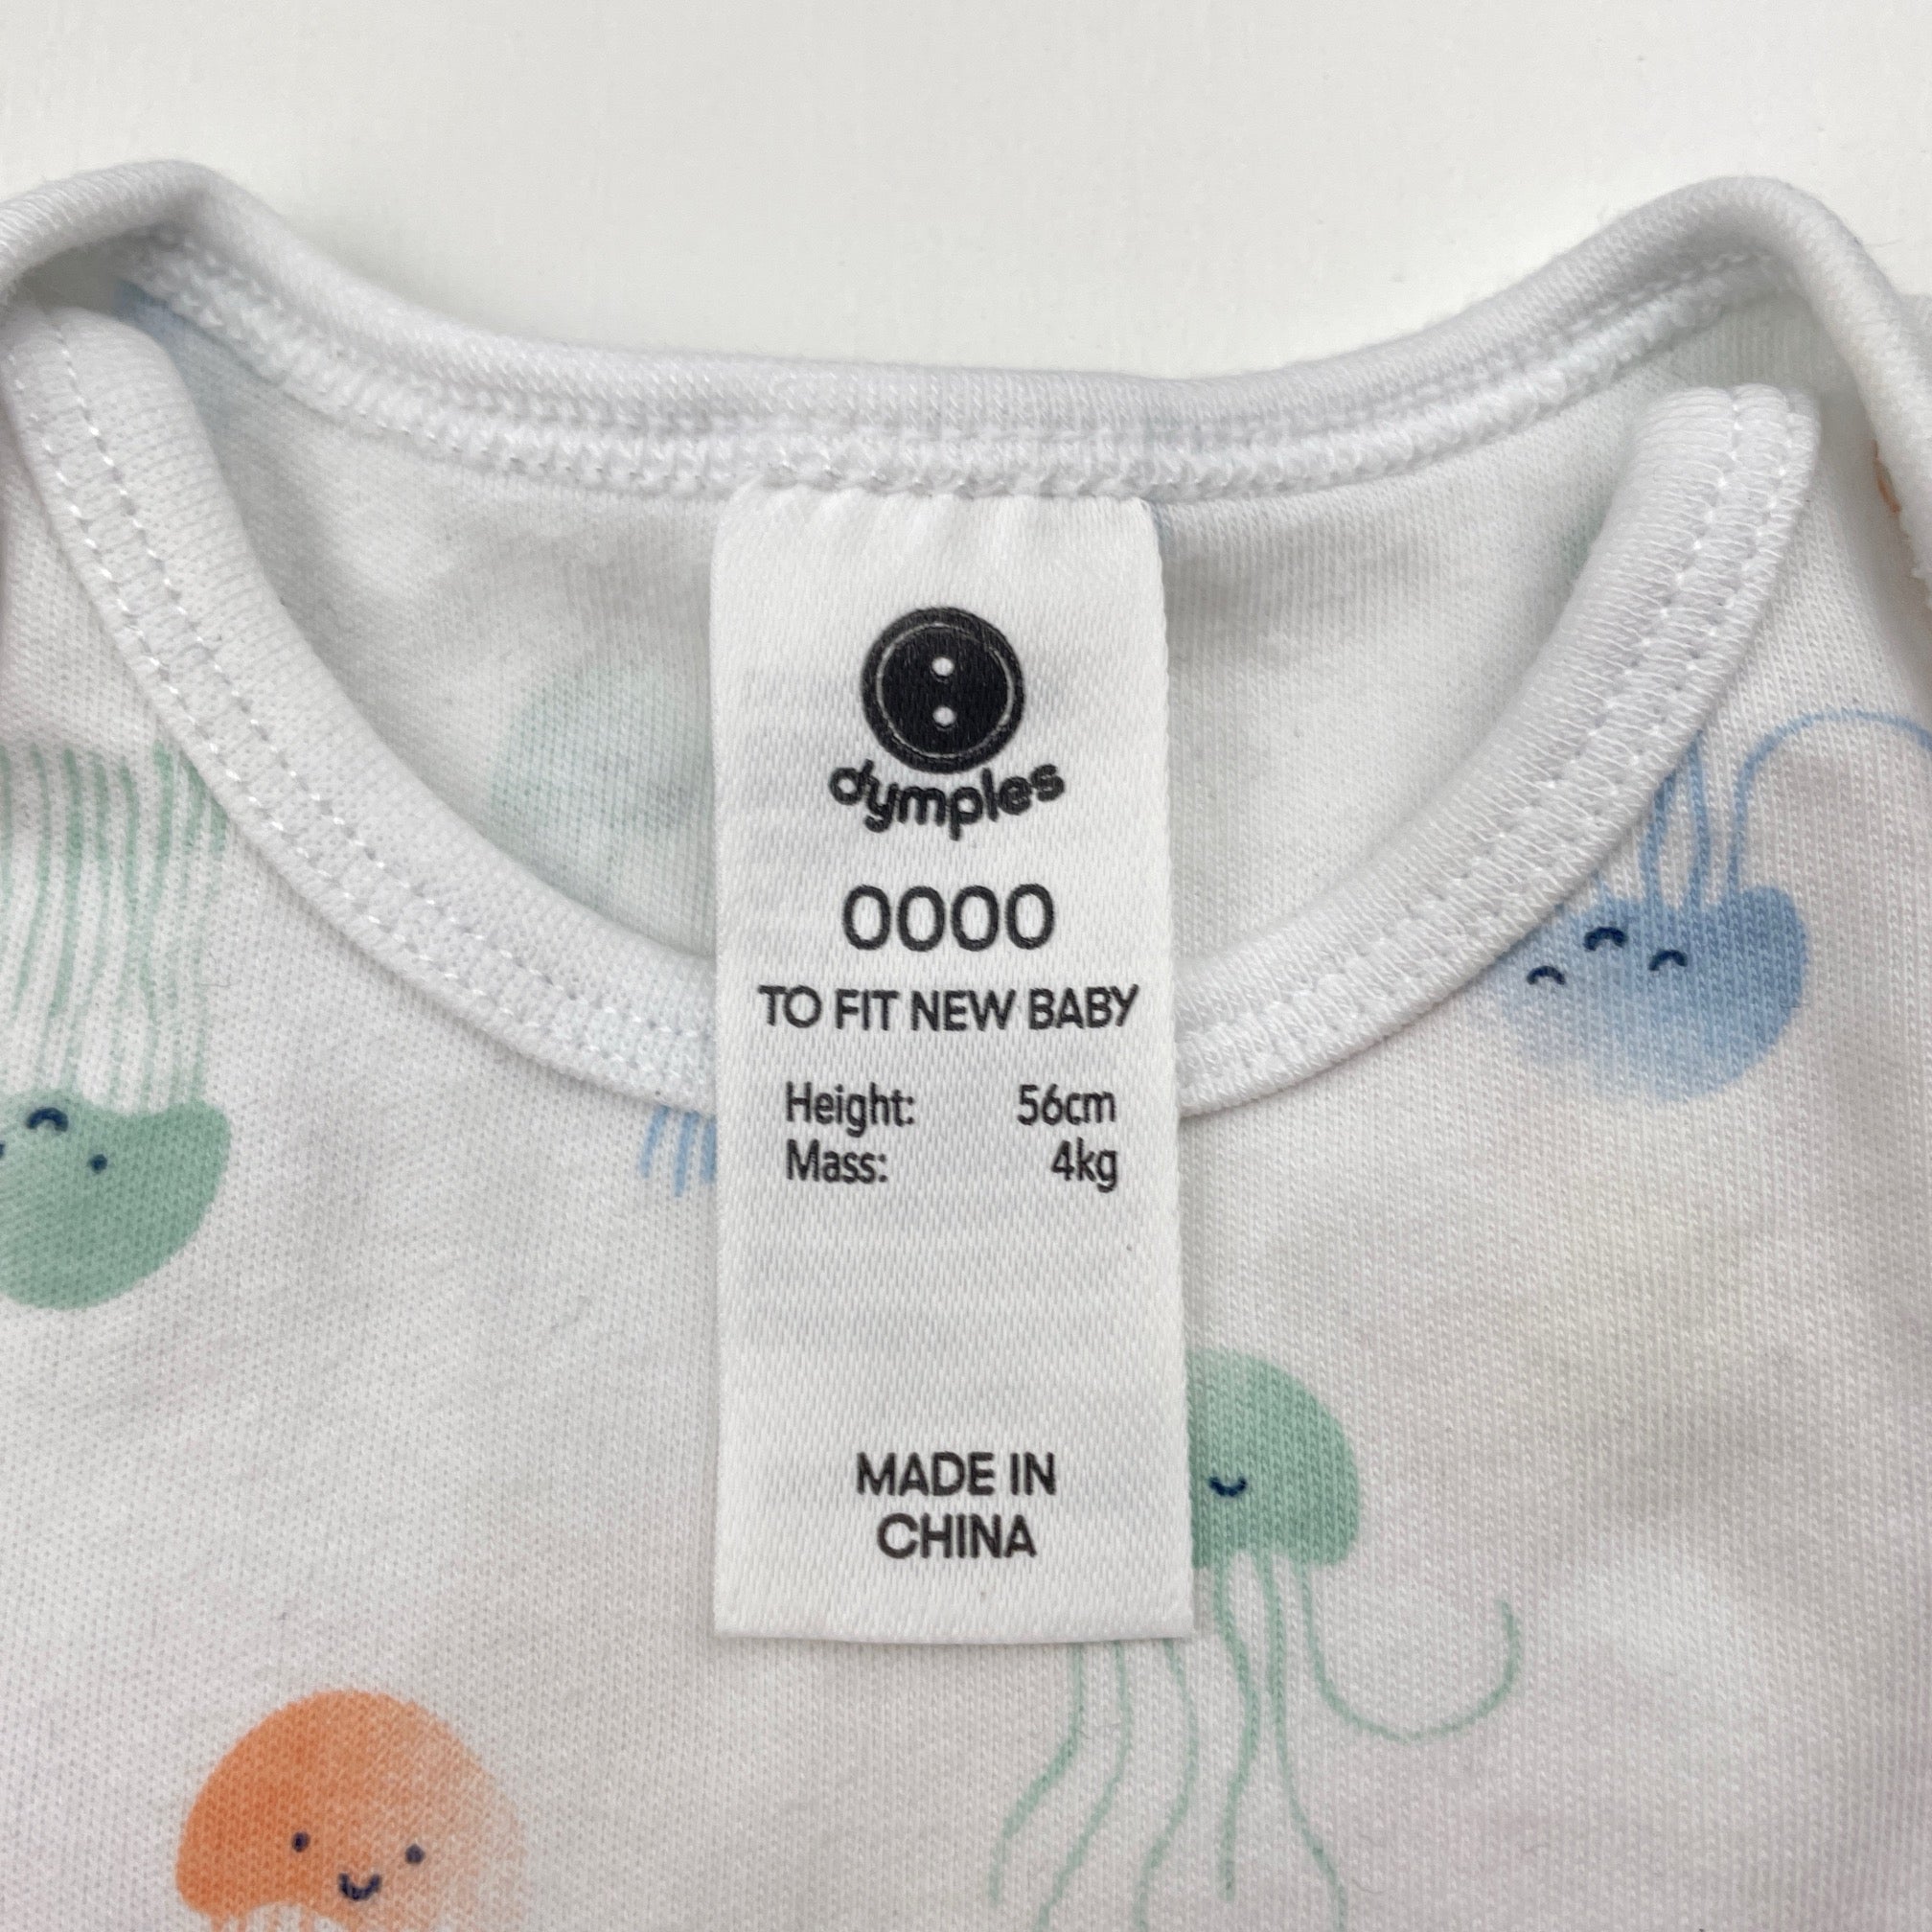 dymples
0000
TO FIT NEW BABY
Height: 56cm
Mass: 4kg
MADE IN
CHINA